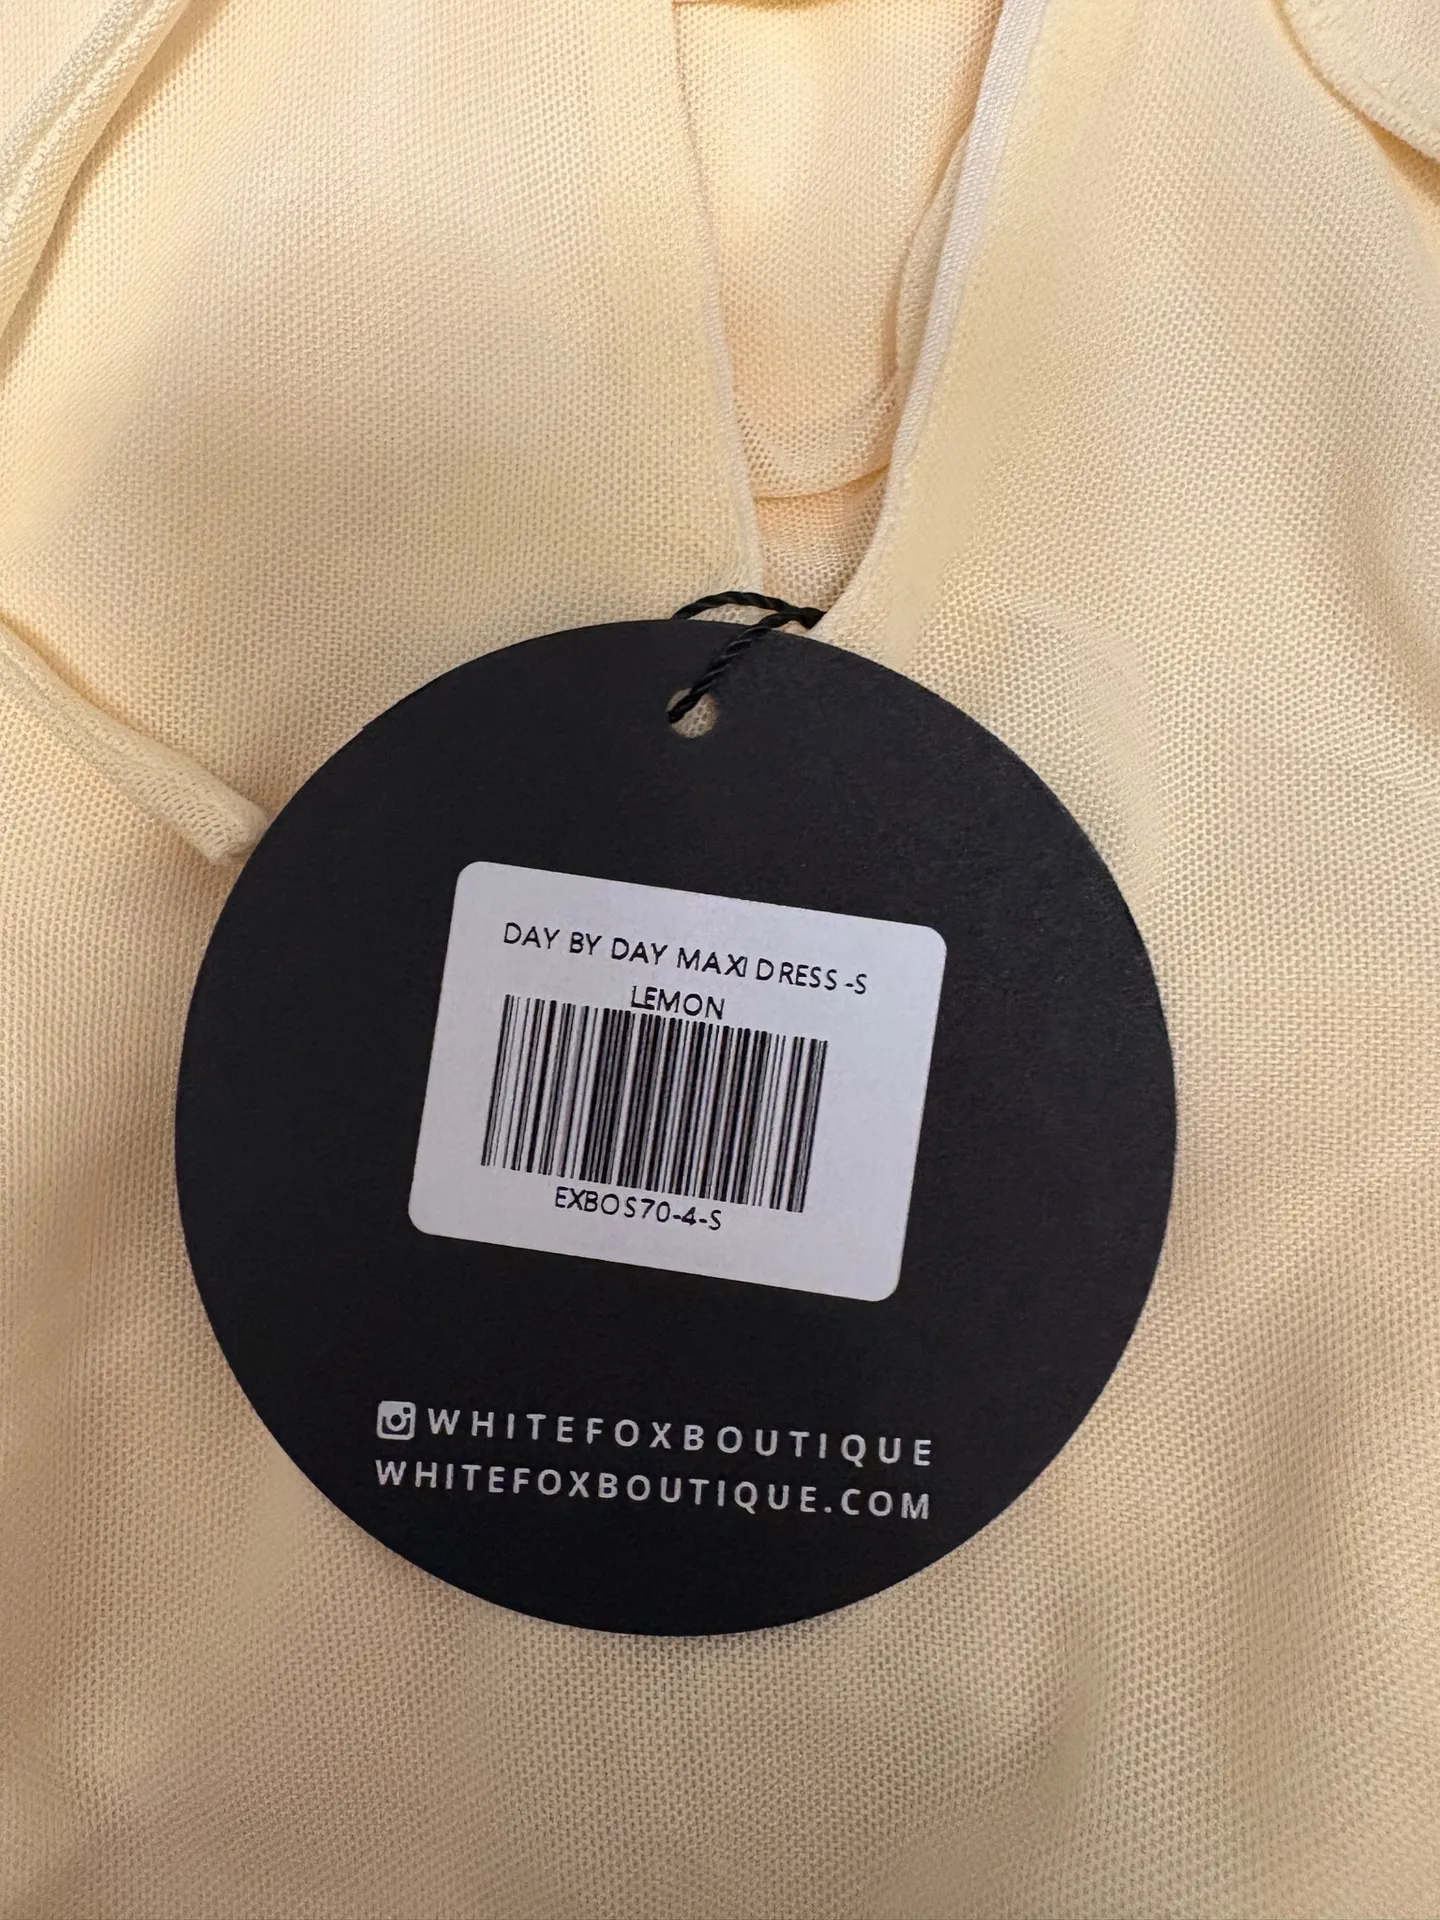 DAY BY DAY MAXI DRESS -S
LEMON
EXBOS70-4-S
WHITEFOXBOUTIQUE
WHITEFOXBOUTIQUE.COM